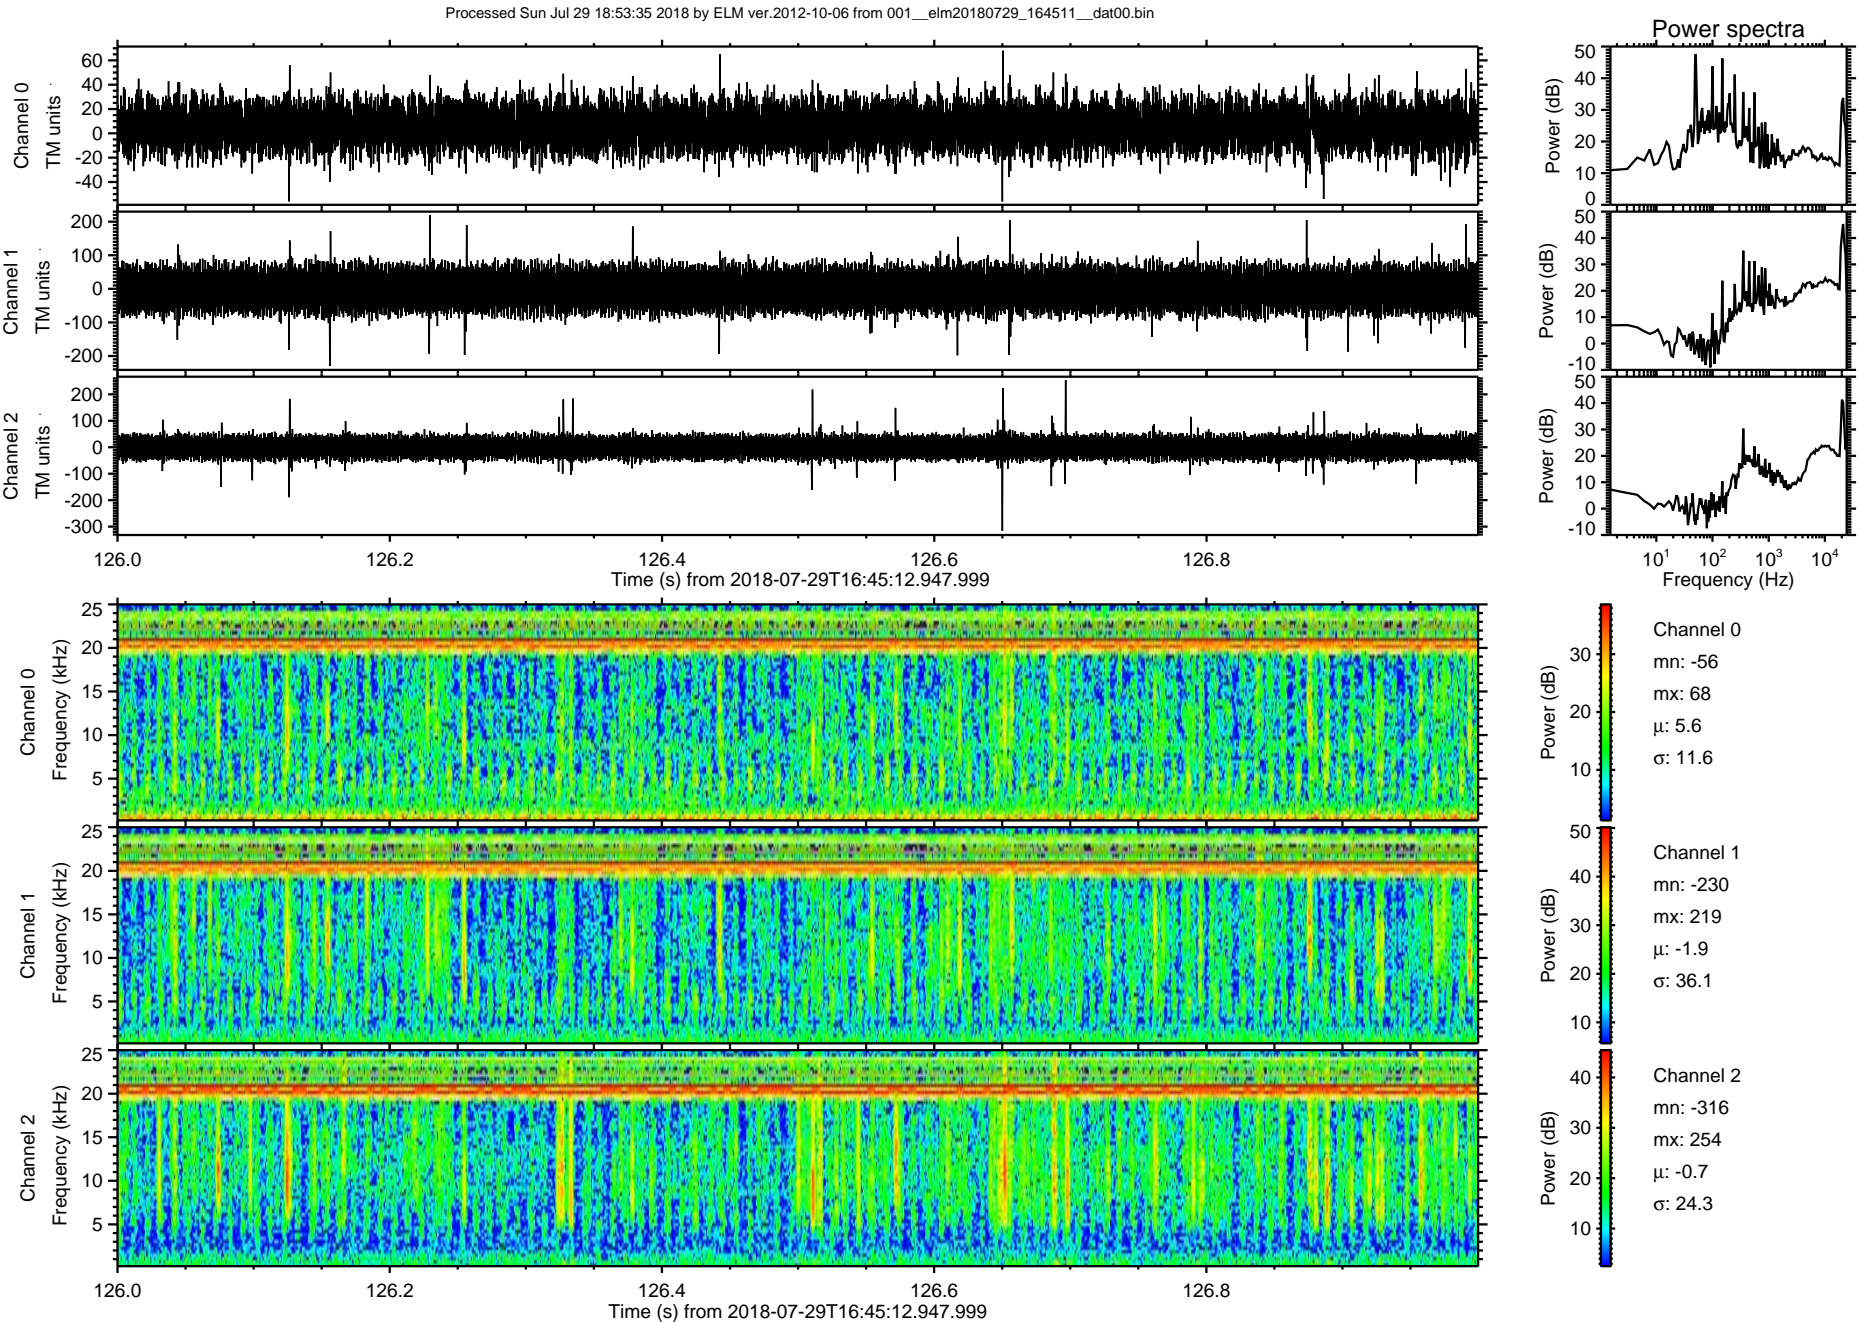 Processed Sun Jul 29 18:53:35 2018 by ELM ver.2012-10-06 from 001__elm20180729_164511__dat00.bin
Power spectra
Channel 0
TM units
60
40
20
0
-20
-40
Power (dB)
50
40
30
20
10
0
Channel 1
TM units
200
100
0
-100
-200
Power (dB)
50
40
30
20
10
0
-10
Channel 2
TM units
200
100
0
-100
-200
-300
Power (dB)
50
40
30
20
10
0
-10
126.0 126.2 126.4 126.6 126.8
Time (s) from 2018-07-29T16:45:12.947.999
10¹ 10² 10³ 10⁴
Frequency (Hz)
Channel 0
Frequency (kHz)
25
20
15
10
5
Power (dB)
30
20
10
Channel 0
mn: -56
mx: 68
μ: 5.6
σ: 11.6
Channel 1
Frequency (kHz)
25
20
15
10
5
Power (dB)
50
40
30
20
10
Channel 1
mn: -230
mx: 219
μ: -1.9
σ: 36.1
Channel 2
Frequency (kHz)
25
20
15
10
5
Power (dB)
40
30
20
10
Channel 2
mn: -316
mx: 254
μ: -0.7
σ: 24.3
126.0 126.2 126.4 126.6 126.8
Time (s) from 2018-07-29T16:45:12.947.999